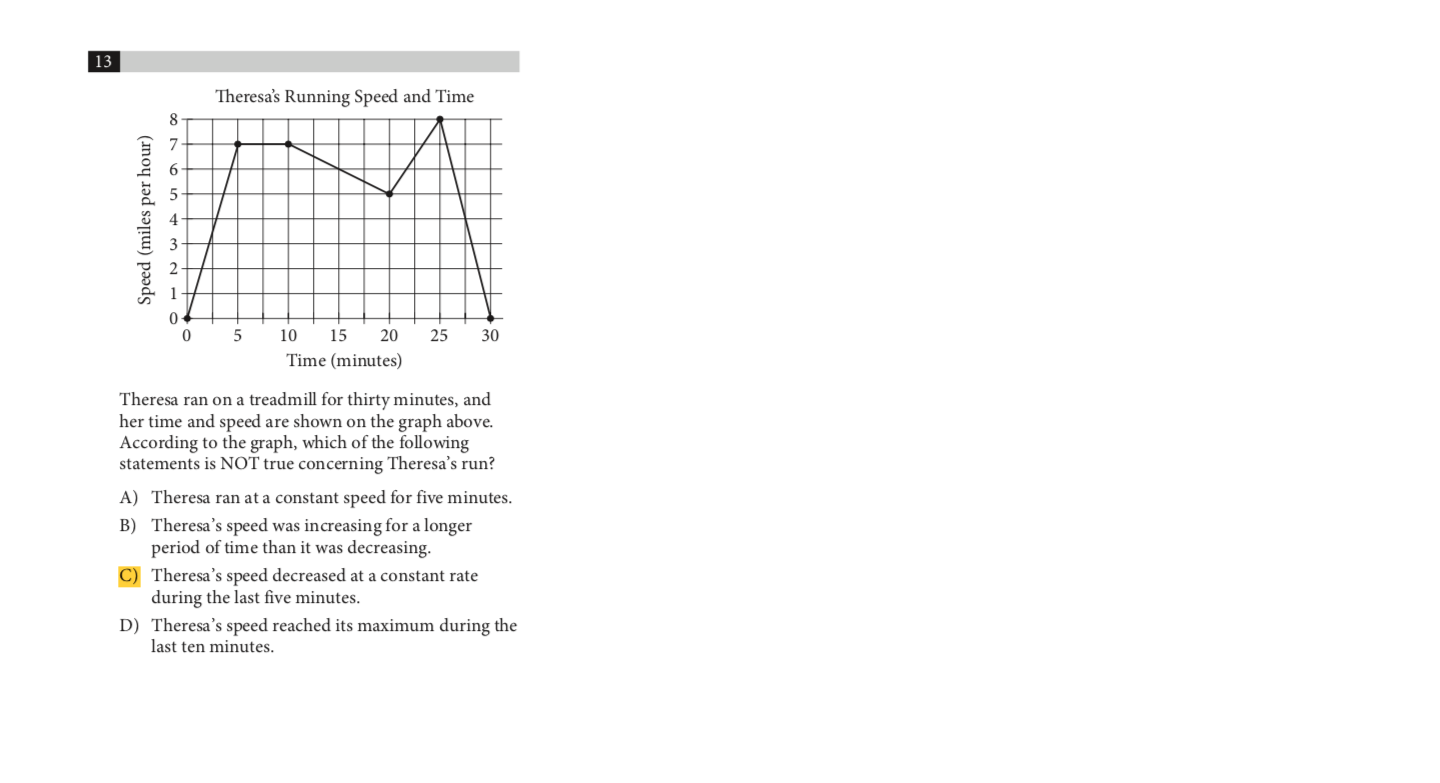 13
Theresa’s Running Speed and Time
8
7
6
5
4
3
2
1
0
Speed (miles per hour)
0 5 10 15 20 25 30
Time (minutes)
Theresa ran on a treadmill for thirty minutes, and
her time and speed are shown on the graph above.
According to the graph, which of the following
statements is NOT true concerning Theresa’s run?
A) Theresa ran at a constant speed for five minutes.
B) Theresa’s speed was increasing for a longer
period of time than it was decreasing.
C) Theresa’s speed decreased at a constant rate
during the last five minutes.
D) Theresa’s speed reached its maximum during the
last ten minutes.